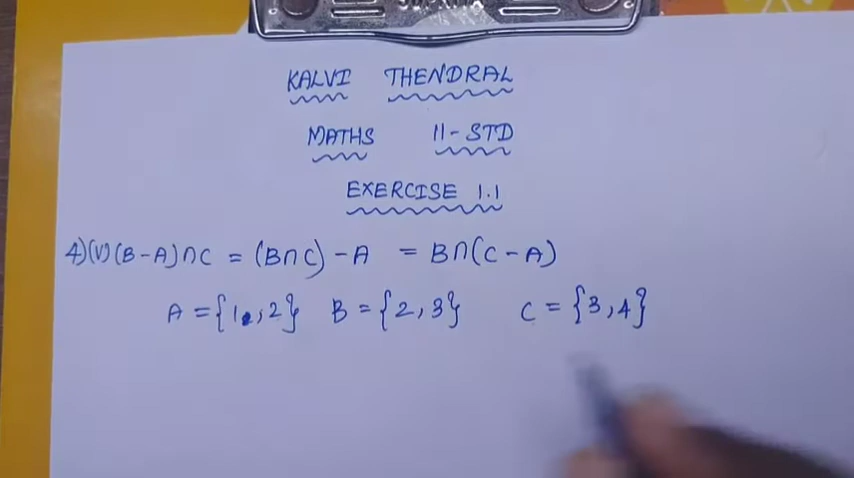 KALVI THENDRAL
MATHS 11-STD
EXERCISE 1.1
4)(V)(B-A)∩C = (B∩C)-A = B∩(C-A)
A={1,2} B={2,3} C={3,4}